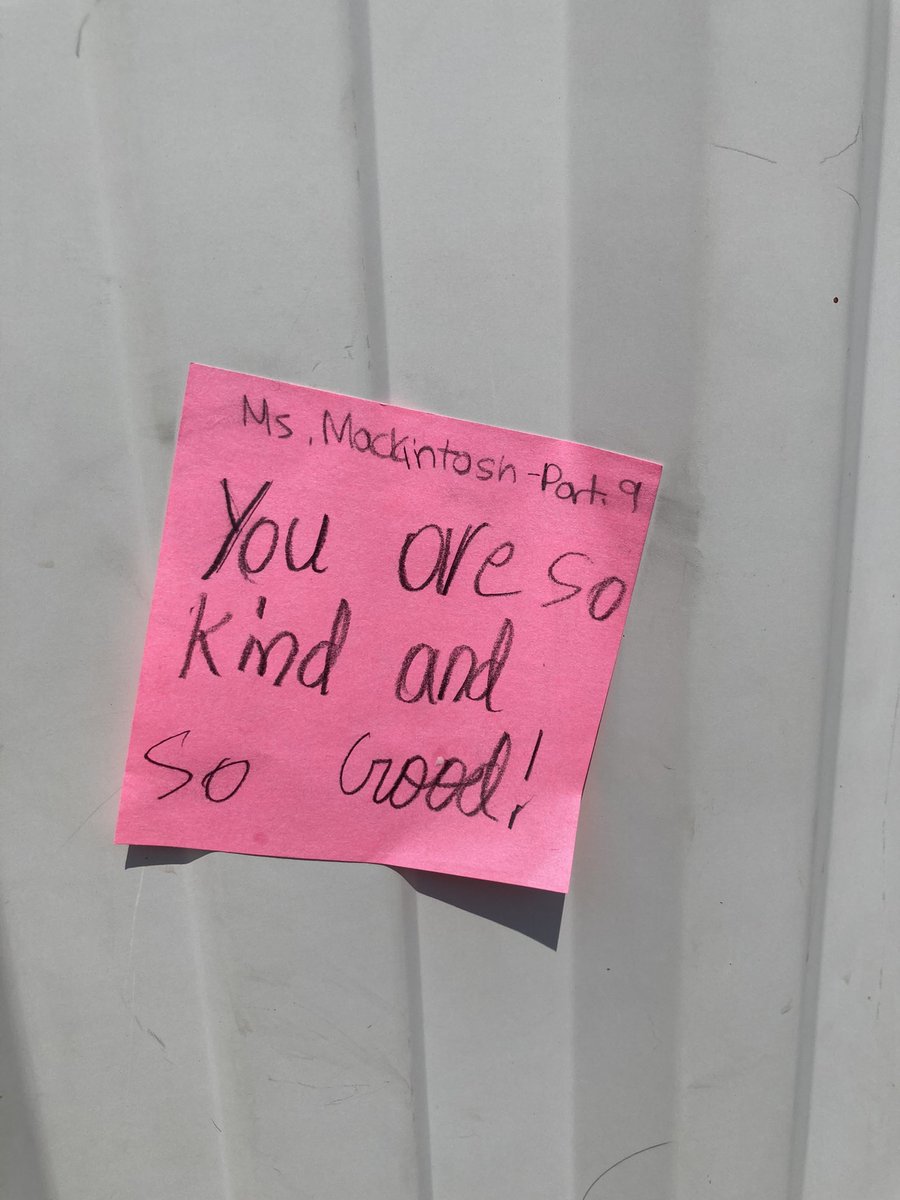 Ms. Mackintosh - Port. 9
You are so
kind and
so Good!